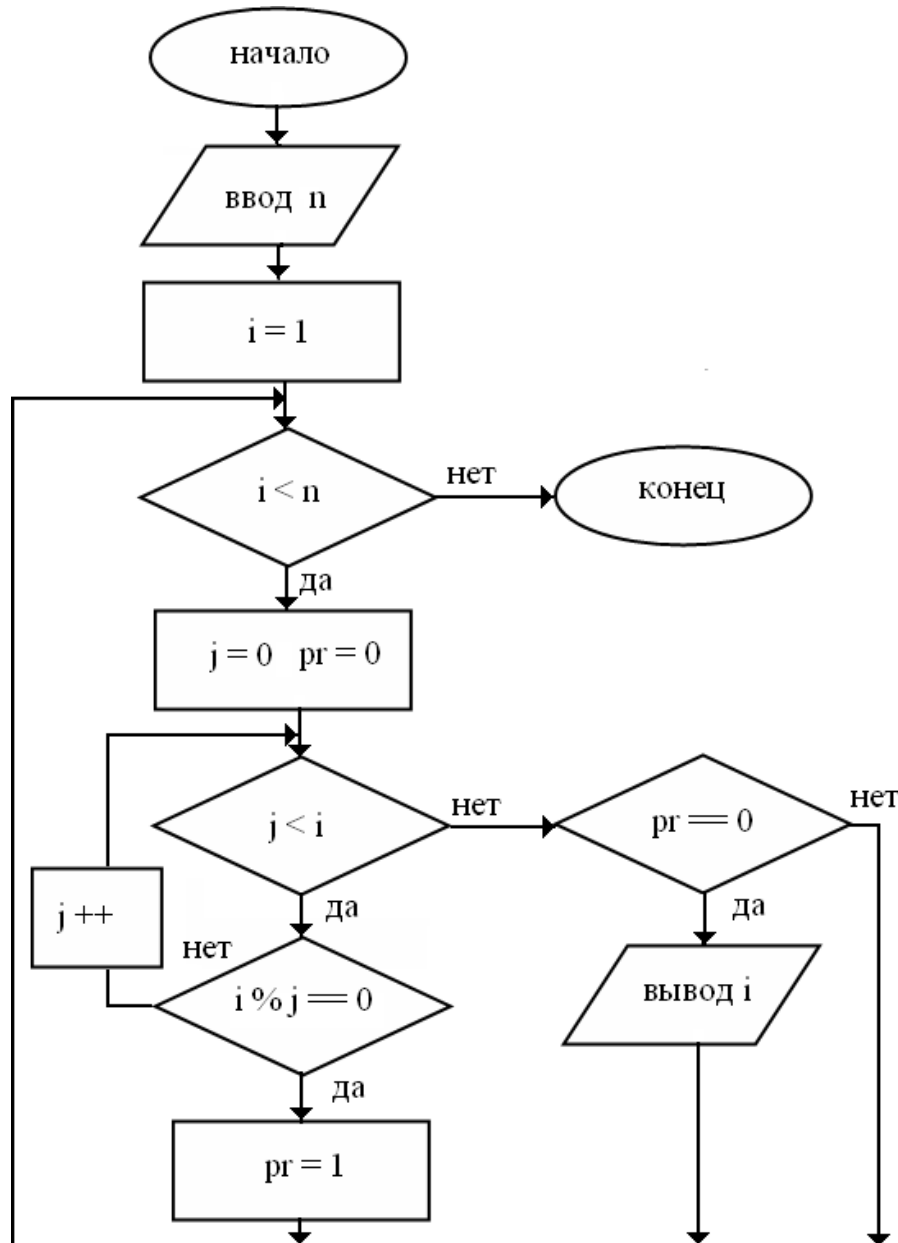 начало
ввод n
i = 1
i < n
нет
конец
да
j = 0 pr = 0
j < i
нет
pr == 0
нет
да
да
j ++
нет
i % j == 0
вывод i
да
pr = 1